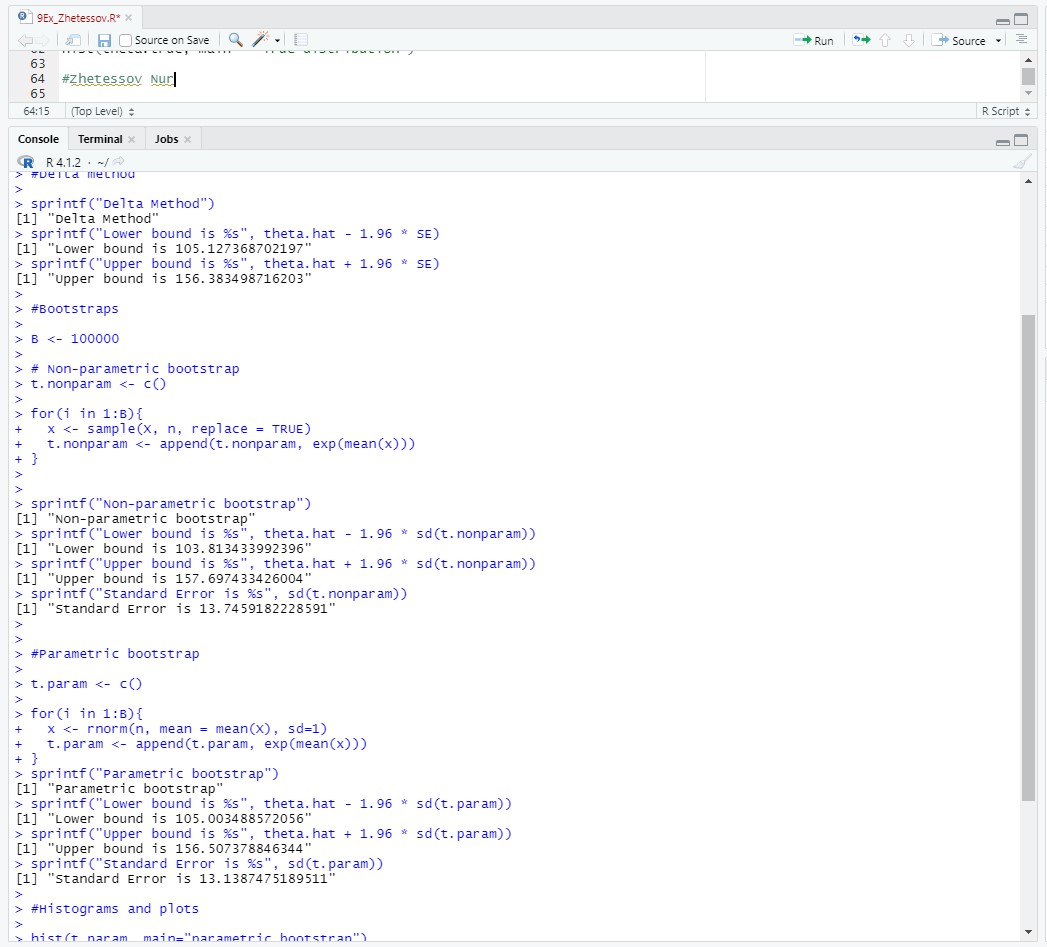 9Ex_Zhetessov.R*
Source on Save
Run
Source
63
64 #Zhetessov Nur
65
64:15 (Top Level) R Script
Console Terminal Jobs
R 4.1.2 · ~/
> #Delta method
>
> sprintf("Delta Method")
[1] "Delta Method"
> sprintf("Lower bound is %s", theta.hat - 1.96 * SE)
[1] "Lower bound is 105.127368702197"
> sprintf("Upper bound is %s", theta.hat + 1.96 * SE)
[1] "Upper bound is 156.383498716203"
>
> #Bootstraps
>
> B <- 100000
>
> # Non-parametric bootstrap
> t.nonparam <- c()
>
> for(i in 1:B){
+   x <- sample(X, n, replace = TRUE)
+   t.nonparam <- append(t.nonparam, exp(mean(x)))
+ }
>
>
> sprintf("Non-parametric bootstrap")
[1] "Non-parametric bootstrap"
> sprintf("Lower bound is %s", theta.hat - 1.96 * sd(t.nonparam))
[1] "Lower bound is 103.813433992396"
> sprintf("Upper bound is %s", theta.hat + 1.96 * sd(t.nonparam))
[1] "Upper bound is 157.697433426004"
> sprintf("Standard Error is %s", sd(t.nonparam))
[1] "Standard Error is 13.7459182228591"
>
>
> #Parametric bootstrap
>
> t.param <- c()
>
> for(i in 1:B){
+   x <- rnorm(n, mean = mean(X), sd=1)
+   t.param <- append(t.param, exp(mean(x)))
+ }
> sprintf("Parametric bootstrap")
[1] "Parametric bootstrap"
> sprintf("Lower bound is %s", theta.hat - 1.96 * sd(t.param))
[1] "Lower bound is 105.003488572056"
> sprintf("Upper bound is %s", theta.hat + 1.96 * sd(t.param))
[1] "Upper bound is 156.507378846344"
> sprintf("Standard Error is %s", sd(t.param))
[1] "Standard Error is 13.1387475189511"
>
> #Histograms and plots
>
> hist(t.param, main="parametric bootstrap")